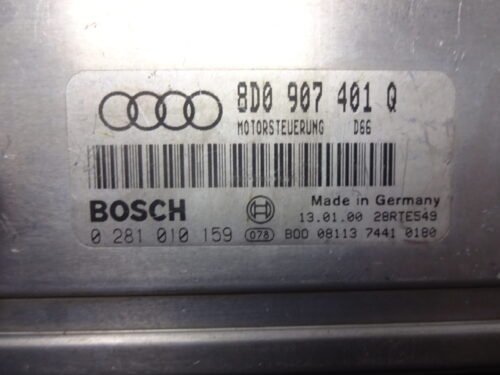 8D0 907 401 Q
MOTORSTEUERUNG D66
BOSCH
Made in Germany
13.01.00 28RTE549
0 281 010 159 078 BOO 08113 7441 0180